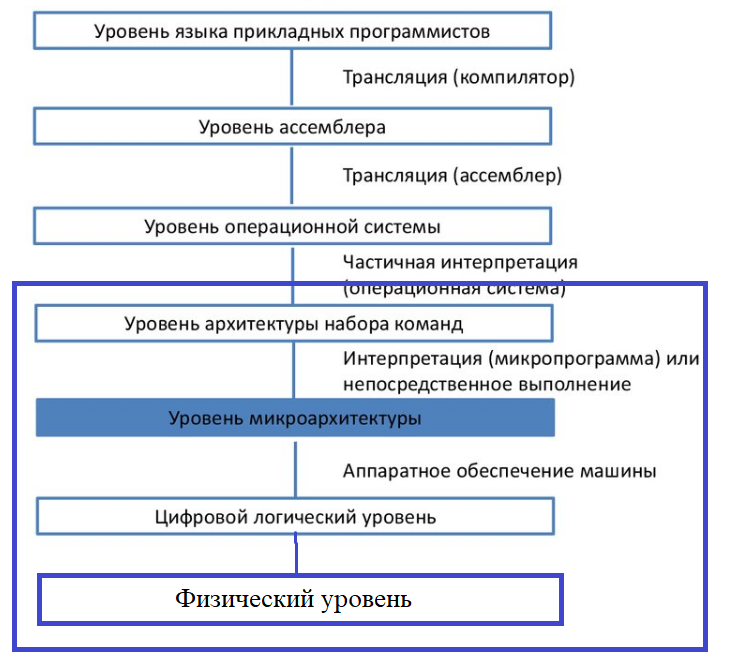 Уровень языка прикладных программистов
Трансляция (компилятор)
Уровень ассемблера
Трансляция (ассемблер)
Уровень операционной системы
Частичная интерпретация
(операционная система)
Уровень архитектуры набора команд
Интерпретация (микропрограмма) или
непосредственное выполнение
Уровень микроархитектуры
Аппаратное обеспечение машины
Цифровой логический уровень
Физический уровень